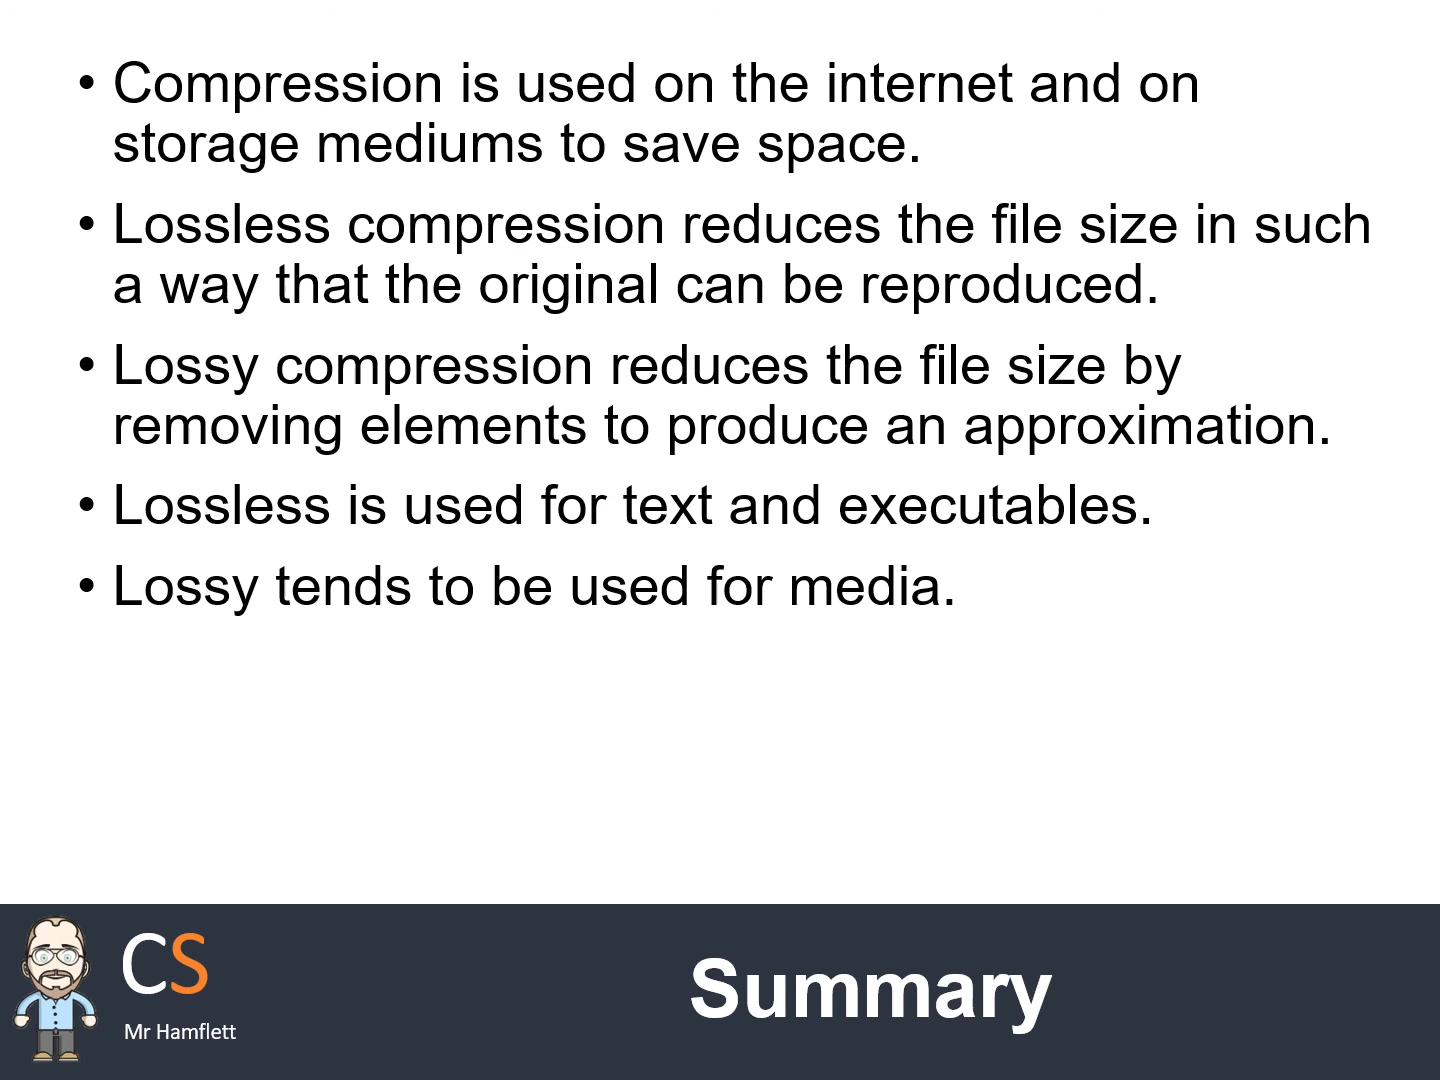 • Compression is used on the internet and on
storage mediums to save space.
• Lossless compression reduces the file size in such
a way that the original can be reproduced.
• Lossy compression reduces the file size by
removing elements to produce an approximation.
• Lossless is used for text and executables.
• Lossy tends to be used for media.
CS
Mr Hamflett
Summary